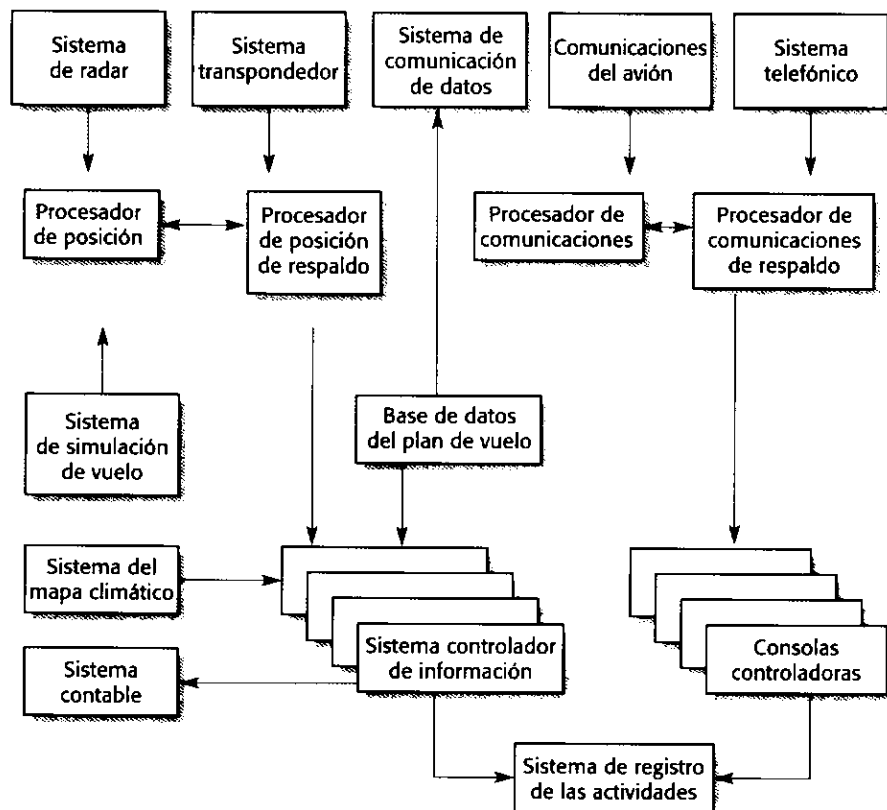 Sistema
de radar
Sistema
transpondedor
Sistema de
comunicación
de datos
Comunicaciones
del avión
Sistema
telefónico
Procesador
de posición
Procesador
de posición
de respaldo
Procesador de
comunicaciones
Procesador de
comunicaciones
de respaldo
Sistema
de simulación
de vuelo
Base de datos
del plan de vuelo
Sistema del
mapa climático
Sistema controlador
de información
Consolas
controladoras
Sistema
contable
Sistema de registro
de las actividades